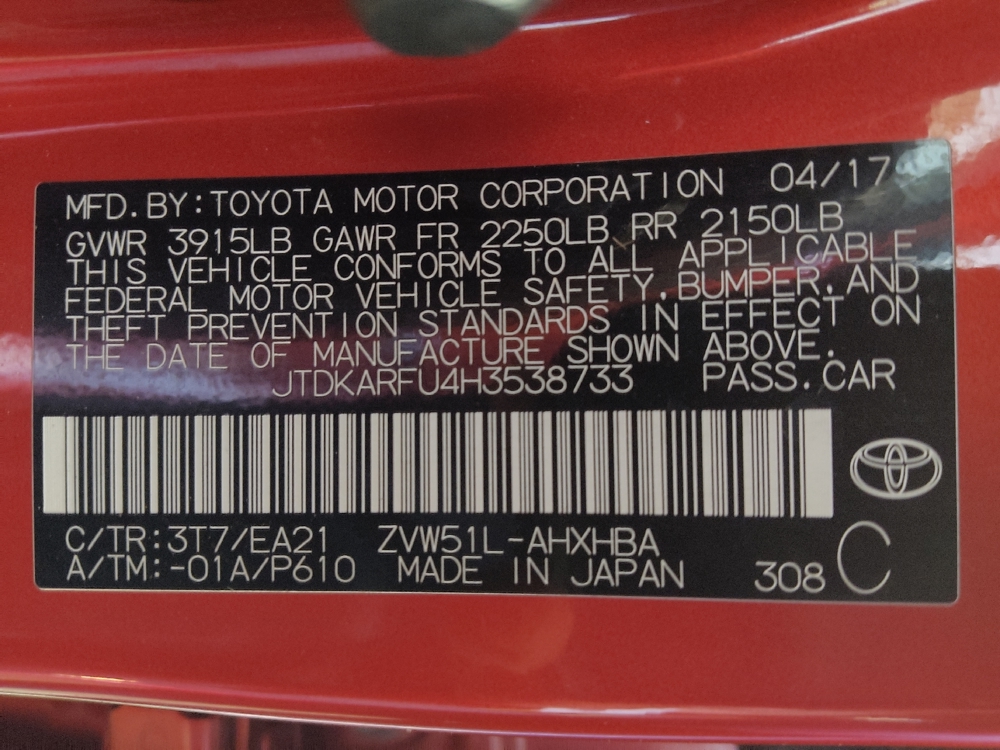 MFD. BY: TOYOTA MOTOR CORPORATION 04/17
GVWR 3915LB GAWR FR 2250LB RR 2150LB
THIS VEHICLE CONFORMS TO ALL APPLICABLE
FEDERAL MOTOR VEHICLE SAFETY, BUMPER, AND
THEFT PREVENTION STANDARDS IN EFFECT ON
THE DATE OF MANUFACTURE SHOWN ABOVE.
JTDKARFU4H3538733 PASS. CAR
C/TR: 3T7/EA21 ZVW51L-AHXHBA
A/TM: -01A/P610 MADE IN JAPAN 308 C